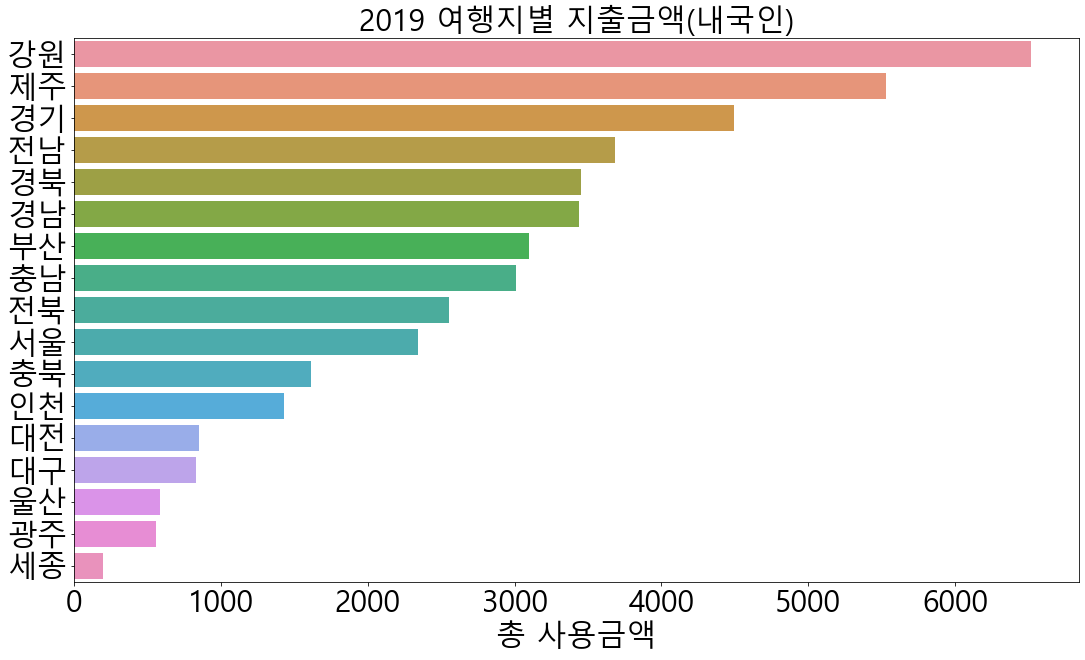 2019 여행지별 지출금액(내국인)
강원
제주
경기
전남
경북
경남
부산
충남
전북
서울
충북
인천
대전
대구
울산
광주
세종
0 1000 2000 3000 4000 5000 6000
총 사용금액